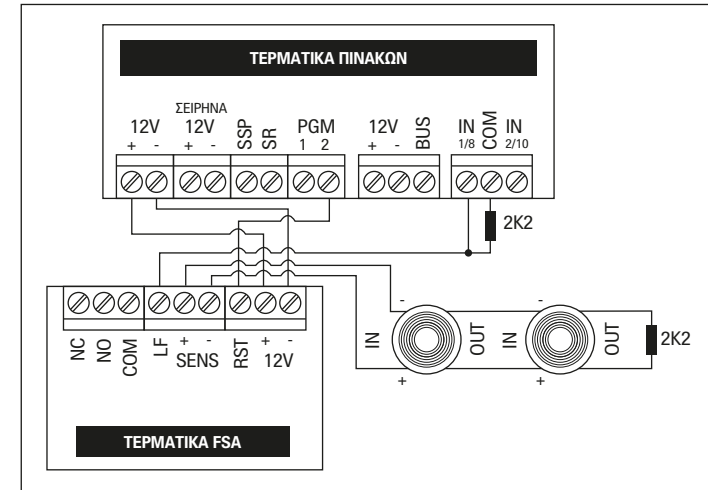 ΤΕΡΜΑΤΙΚΑ ΠΙΝΑΚΩΝ
ΣΕΙΡΗΝΑ
12V 12V SSP SR PGM 12V BUS IN COM IN
+ - + - 1 2 + - 1/8 2/10
2K2
- -
IN OUT IN OUT 2K2
+ +
NC NO COM LF + - RST + -
SENS 12V
ΤΕΡΜΑΤΙΚΑ FSA